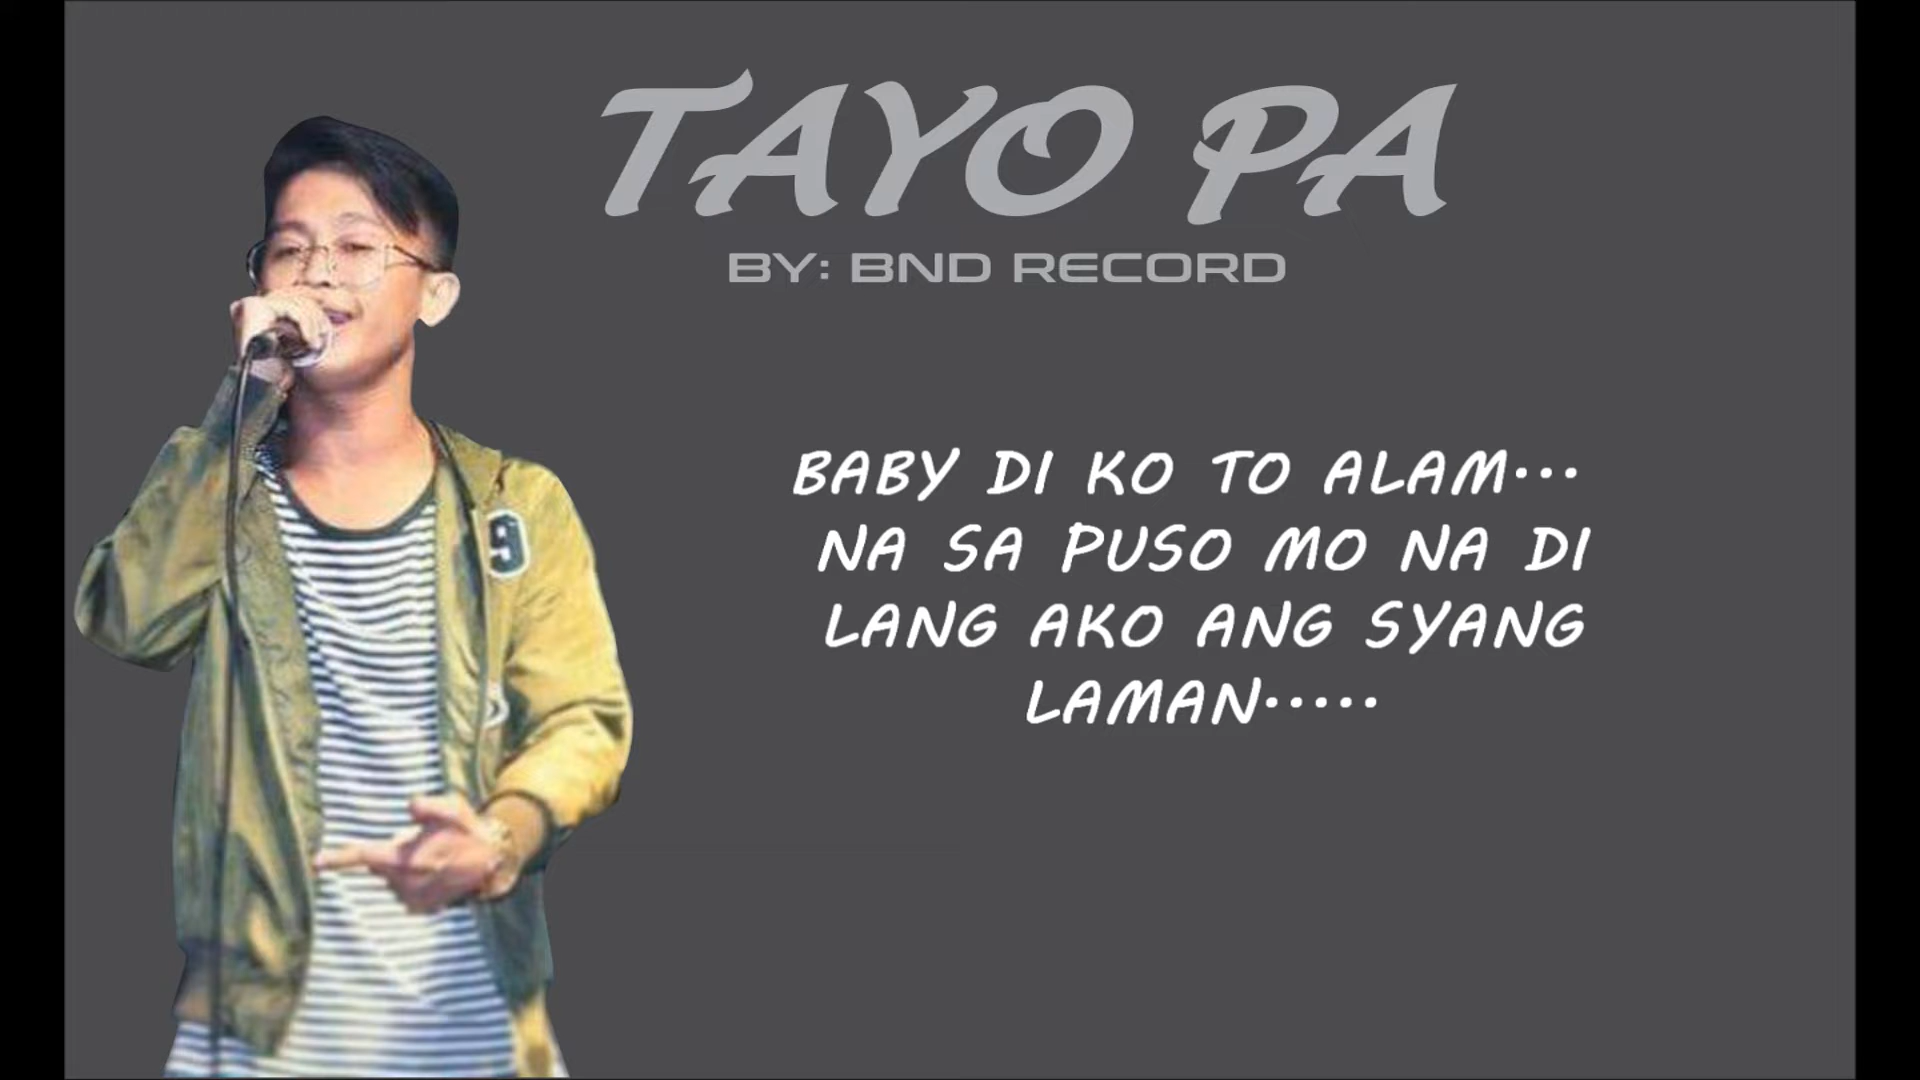 TAYO PA
BY: BND RECORD
9
BABY DI KO TO ALAM...
NA SA PUSO MO NA DI
LANG AKO ANG SYANG
LAMAN.....